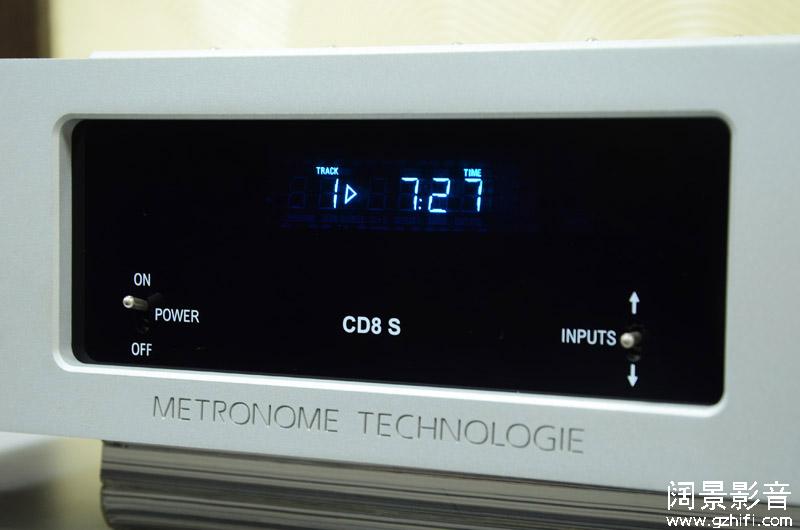 TRACK TIME
1 7:27
ON
POWER
OFF
CD8 S
INPUTS
METRONOME TECHNOLOGIE
阔景影音
www.gzhifi.com